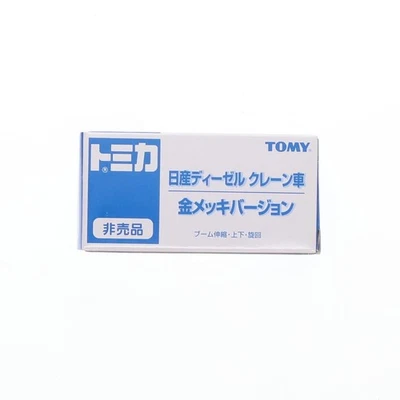 TOMY
トミカ®
日産ディーゼル クレーン車
金メッキバージョン
非売品
ブーム伸縮・上下・旋回